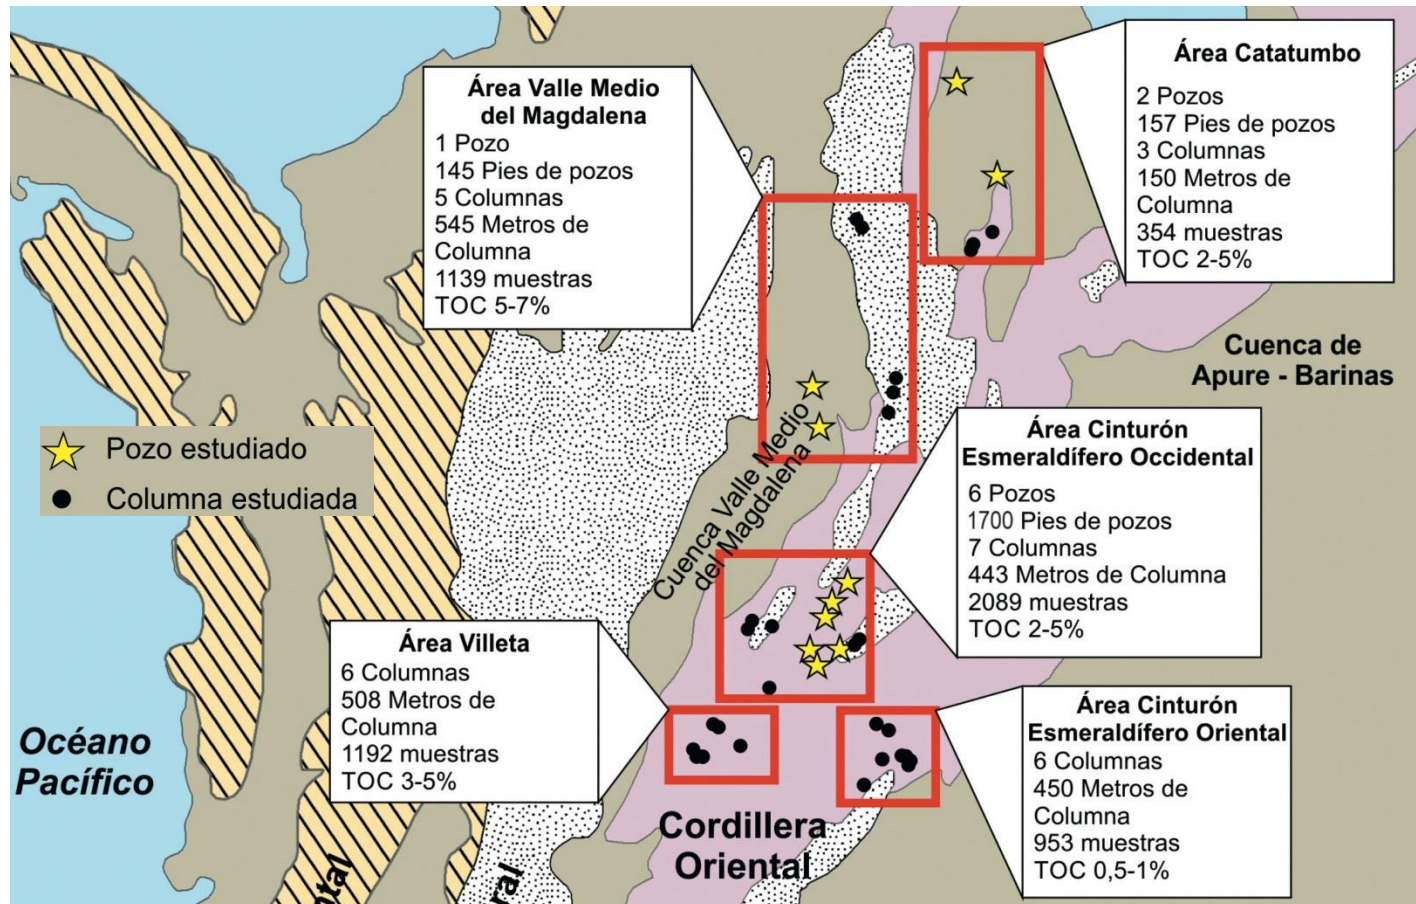 Área Valle Medio
del Magdalena
1 Pozo
145 Pies de pozos
5 Columnas
545 Metros de
Columna
1139 muestras
TOC 5-7%
Área Catatumbo
2 Pozos
157 Pies de pozos
3 Columnas
150 Metros de
Columna
354 muestras
TOC 2-5%
Cuenca de
Apure - Barinas
Pozo estudiado
Columna estudiada
Cuenca Valle Medio
del Magdalena
Área Cinturón
Esmeraldífero Occidental
6 Pozos
1700 Pies de pozos
7 Columnas
443 Metros de Columna
2089 muestras
TOC 2-5%
Área Villeta
6 Columnas
508 Metros de
Columna
1192 muestras
TOC 3-5%
Área Cinturón
Esmeraldífero Oriental
6 Columnas
450 Metros de
Columna
953 muestras
TOC 0,5-1%
Océano
Pacífico
Cordillera
Oriental